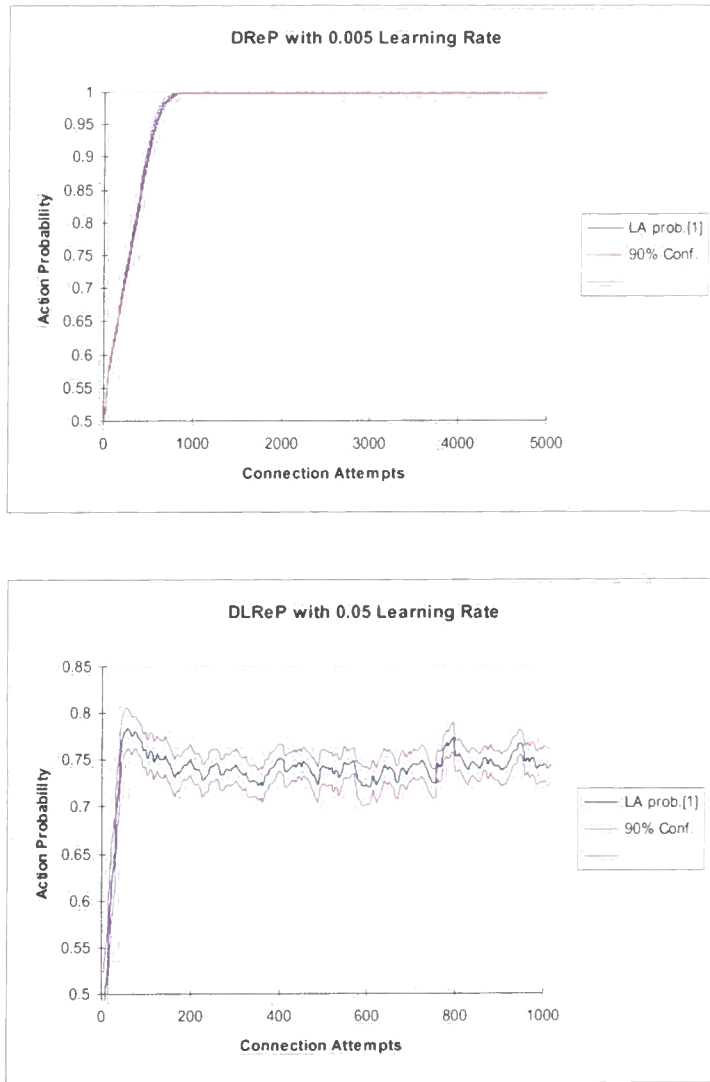 DReP with 0.005 Learning Rate
1
0.95
0.9
0.85
0.8
0.75
0.7
0.65
0.6
0.55
0.5
Action Probability
0 1000 2000 3000 4000 5000
Connection Attempts
LA prob.[1]
90% Conf.
DLReP with 0.05 Learning Rate
0.85
0.8
0.75
0.7
0.65
0.6
0.55
0.5
Action Probability
0 200 400 600 800 1000
Connection Attempts
LA prob.[1]
90% Conf.